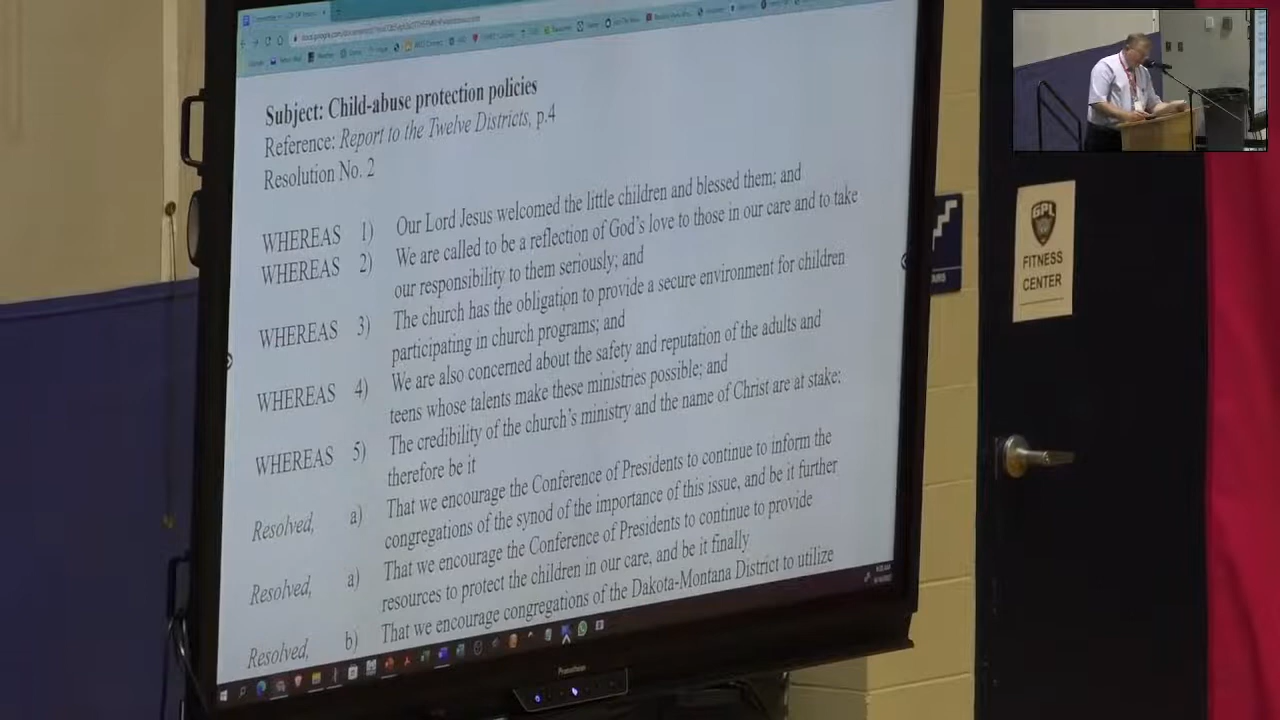 Subject: Child-abuse protection policies
Reference: Report to the Twelve Districts, p.4
Resolution No. 2
WHEREAS 1) Our Lord Jesus welcomed the little children and blessed them; and
WHEREAS 2) We are called to be a reflection of God's love to those in our care and to take
our responsibility to them seriously; and
WHEREAS 3) The church has the obligation to provide a secure environment for children
participating in church programs; and
WHEREAS 4) We are also concerned about the safety and reputation of the adults and
teens whose talents make these ministries possible; and
WHEREAS 5) The credibility of the church's ministry and the name of Christ are at stake;
therefore be it
Resolved, a) That we encourage the Conference of Presidents to continue to inform the
congregations of the synod of the importance of this issue, and be it further
Resolved, a) That we encourage the Conference of Presidents to continue to provide
resources to protect the children in our care, and be it finally
Resolved, b) That we encourage congregations of the Dakota-Montana District to utilize
Promethean
GPL
FITNESS
CENTER